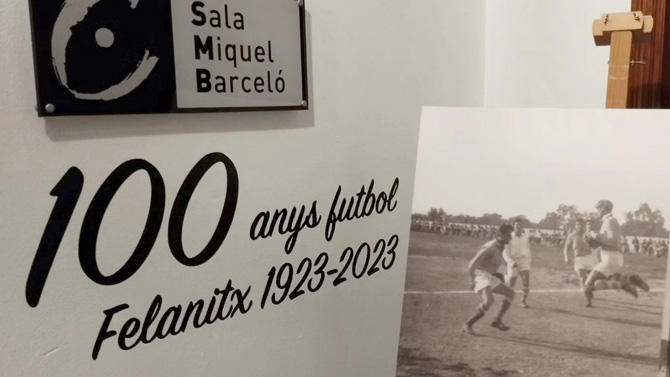 Sala
Miquel
Barceló
100 anys futbol
Felanitx 1923-2023